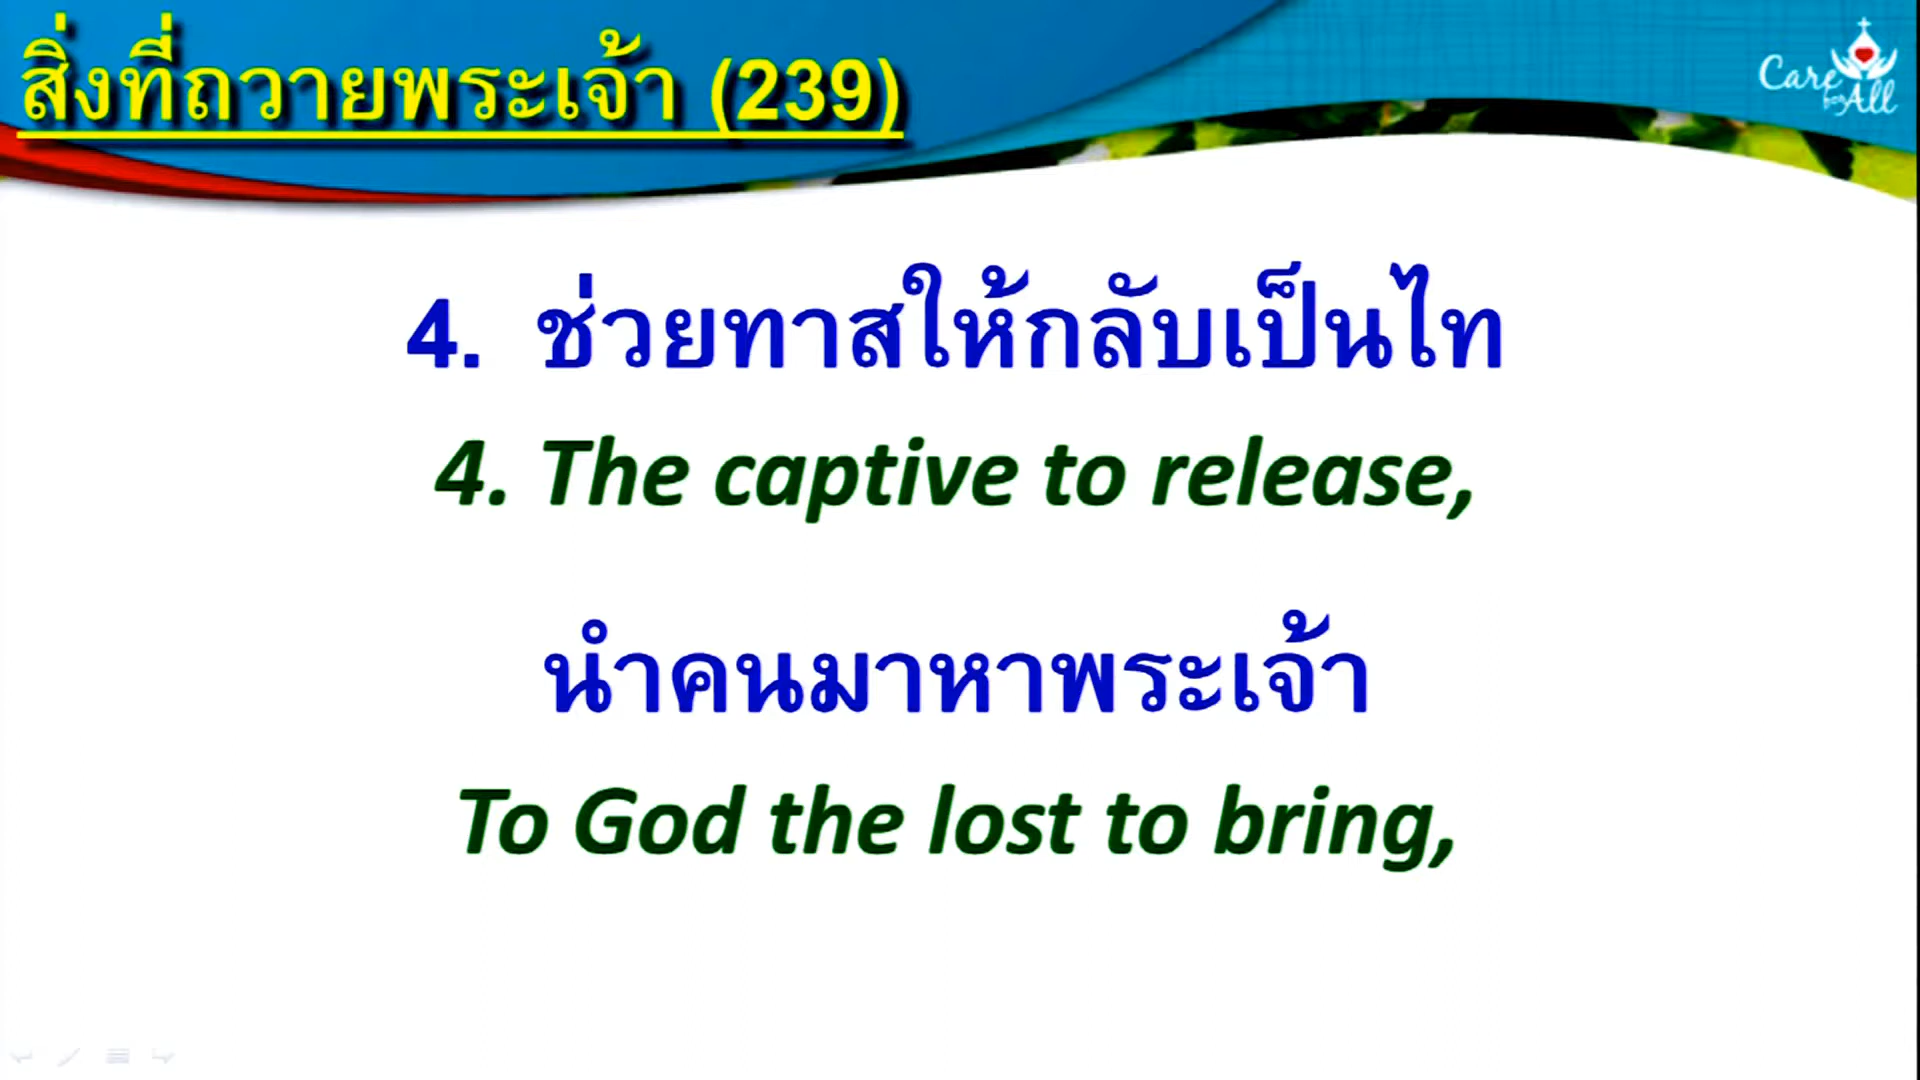 สิ่งที่ถวายพระเจ้า (239)
Care
for All
4. ช่วยทาสให้กลับเป็นไท
4. The captive to release,
นำคนมาหาพระเจ้า
To God the lost to bring,